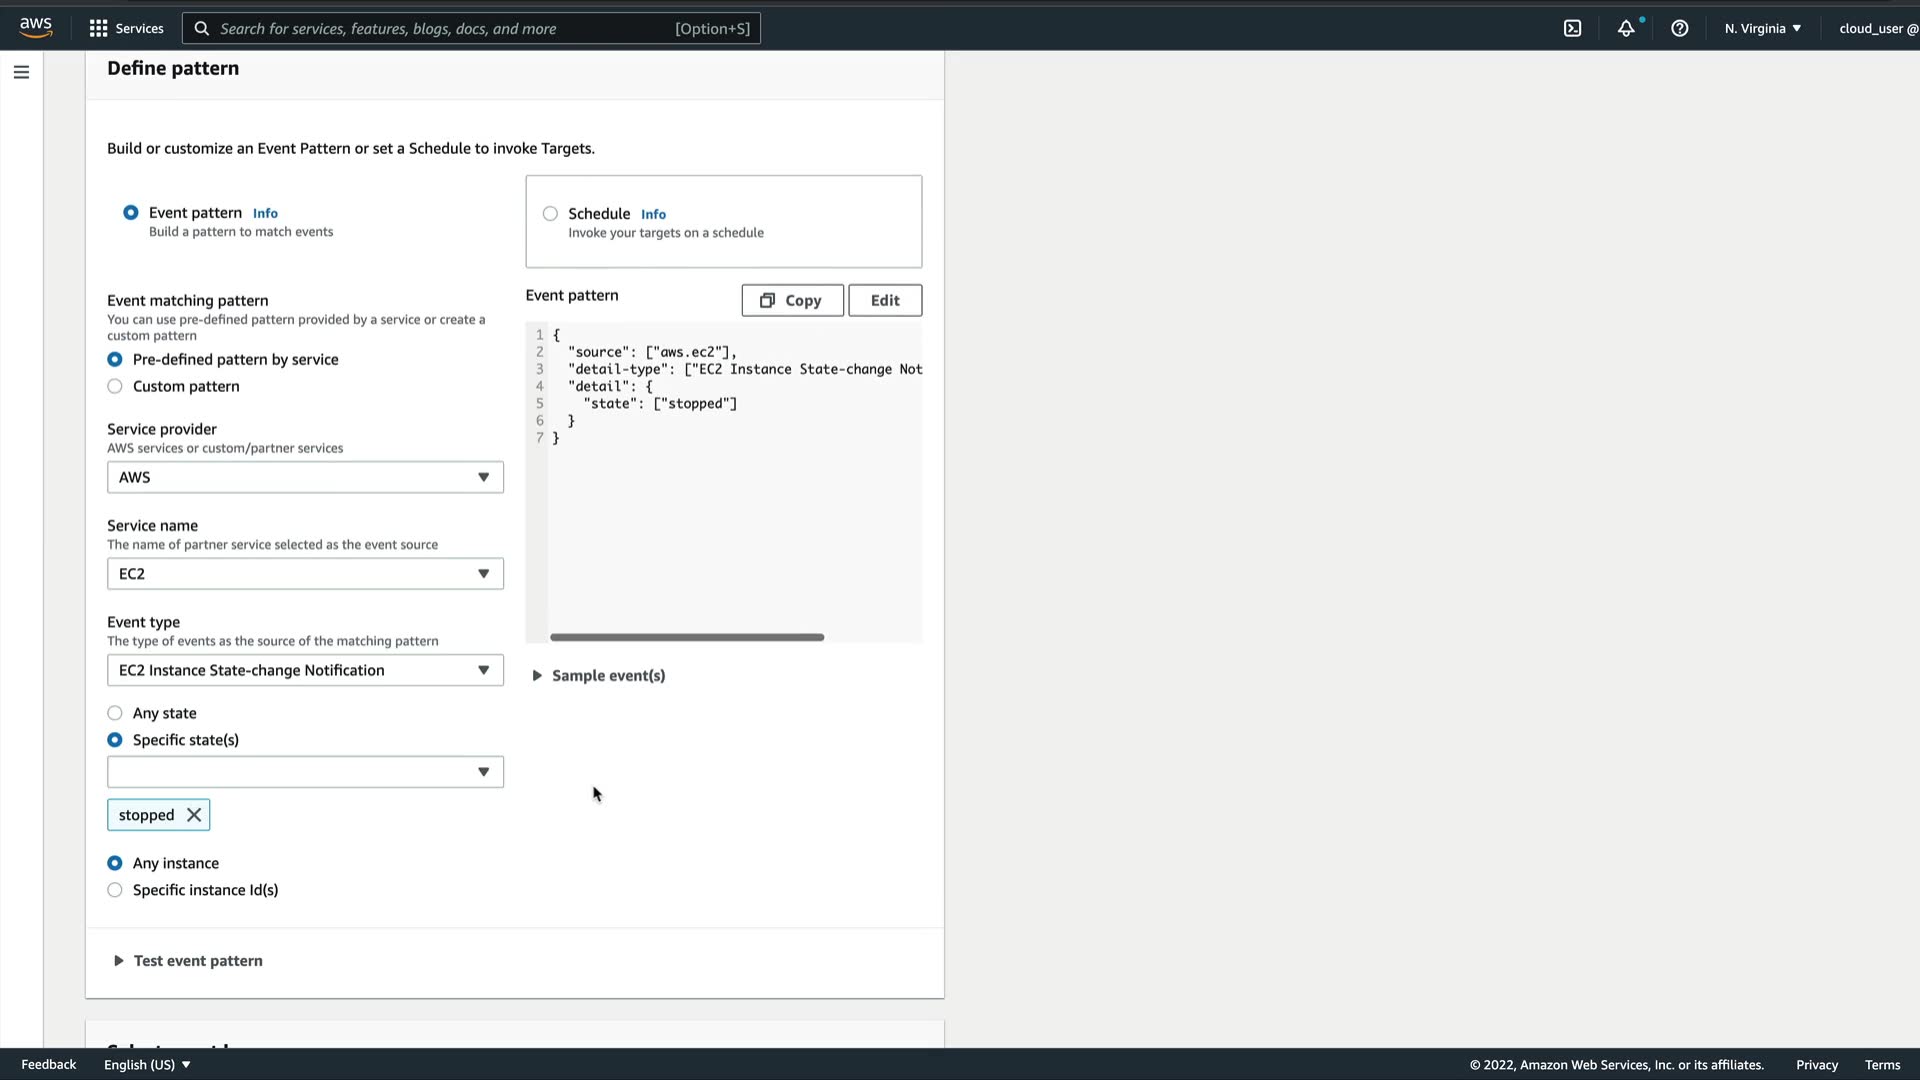 aws
Services
Search for services, features, blogs, docs, and more
[Option+S]
N. Virginia
cloud_user @
Define pattern
Build or customize an Event Pattern or set a Schedule to invoke Targets.
Event pattern Info
Build a pattern to match events
Schedule Info
Invoke your targets on a schedule
Event matching pattern
You can use pre-defined pattern provided by a service or create a
custom pattern
Pre-defined pattern by service
Custom pattern
Service provider
AWS services or custom/partner services
AWS
Service name
The name of partner service selected as the event source
EC2
Event type
The type of events as the source of the matching pattern
EC2 Instance State-change Notification
Any state
Specific state(s)
stopped
Any instance
Specific instance Id(s)
Event pattern
Copy
Edit
1 {
2 "source": ["aws.ec2"],
3 "detail-type": ["EC2 Instance State-change Not
4 "detail": {
5 "state": ["stopped"]
6 }
7 }
Sample event(s)
Test event pattern
Feedback
English (US)
© 2022, Amazon Web Services, Inc. or its affiliates.
Privacy
Terms